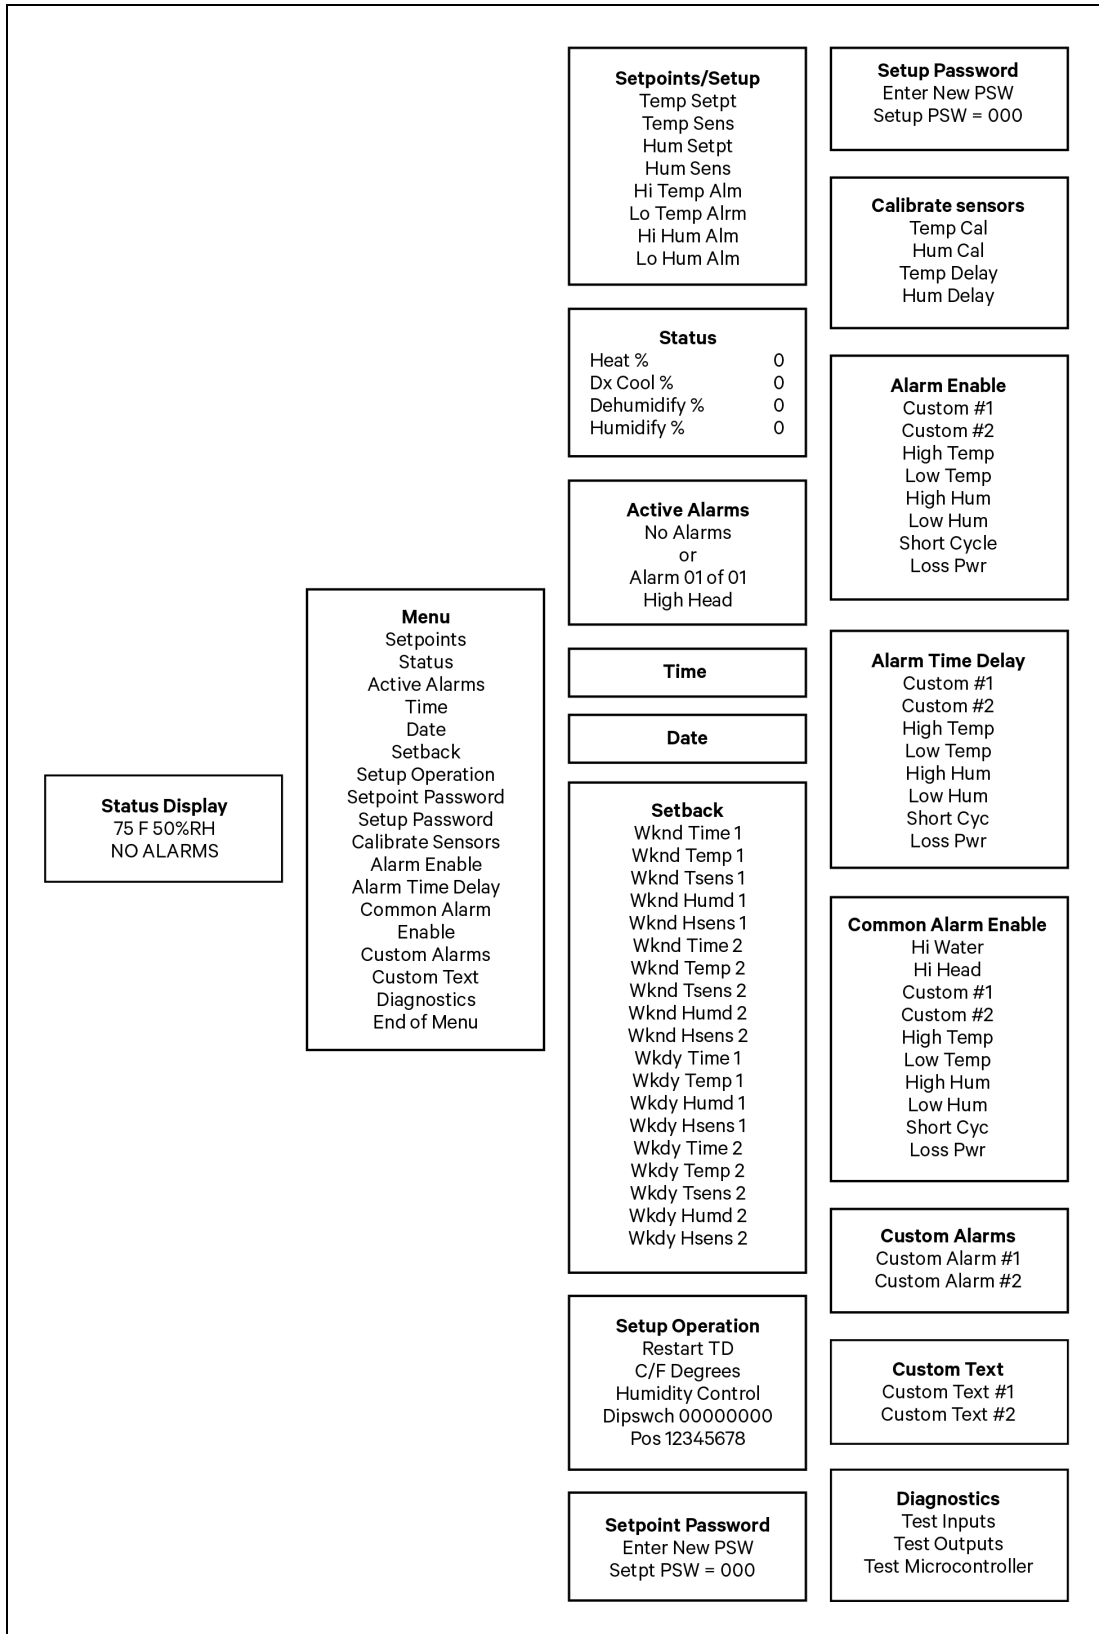 Status Display
75 F 50%RH
NO ALARMS
Menu
Setpoints
Status
Active Alarms
Time
Date
Setback
Setup Operation
Setpoint Password
Setup Password
Calibrate Sensors
Alarm Enable
Alarm Time Delay
Common Alarm
Enable
Custom Alarms
Custom Text
Diagnostics
End of Menu
Setpoints/Setup
Temp Setpt
Temp Sens
Hum Setpt
Hum Sens
Hi Temp Alm
Lo Temp Alrm
Hi Hum Alm
Lo Hum Alm
Status
Heat % 0
Dx Cool % 0
Dehumidify % 0
Humidify % 0
Active Alarms
No Alarms
or
Alarm 01 of 01
High Head
Time
Date
Setback
Wknd Time 1
Wknd Temp 1
Wknd Tsens 1
Wknd Humd 1
Wknd Hsens 1
Wknd Time 2
Wknd Temp 2
Wknd Tsens 2
Wknd Humd 2
Wknd Hsens 2
Wkdy Time 1
Wkdy Temp 1
Wkdy Humd 1
Wkdy Hsens 1
Wkdy Time 2
Wkdy Temp 2
Wkdy Tsens 2
Wkdy Humd 2
Wkdy Hsens 2
Setup Operation
Restart TD
C/F Degrees
Humidity Control
Dipswch 00000000
Pos 12345678
Setpoint Password
Enter New PSW
Setpt PSW = 000
Setup Password
Enter New PSW
Setup PSW = 000
Calibrate sensors
Temp Cal
Hum Cal
Temp Delay
Hum Delay
Alarm Enable
Custom #1
Custom #2
High Temp
Low Temp
High Hum
Low Hum
Short Cycle
Loss Pwr
Alarm Time Delay
Custom #1
Custom #2
High Temp
Low Temp
High Hum
Low Hum
Short Cyc
Loss Pwr
Common Alarm Enable
Hi Water
Hi Head
Custom #1
Custom #2
High Temp
Low Temp
High Hum
Low Hum
Short Cyc
Loss Pwr
Custom Alarms
Custom Alarm #1
Custom Alarm #2
Custom Text
Custom Text #1
Custom Text #2
Diagnostics
Test Inputs
Test Outputs
Test Microcontroller